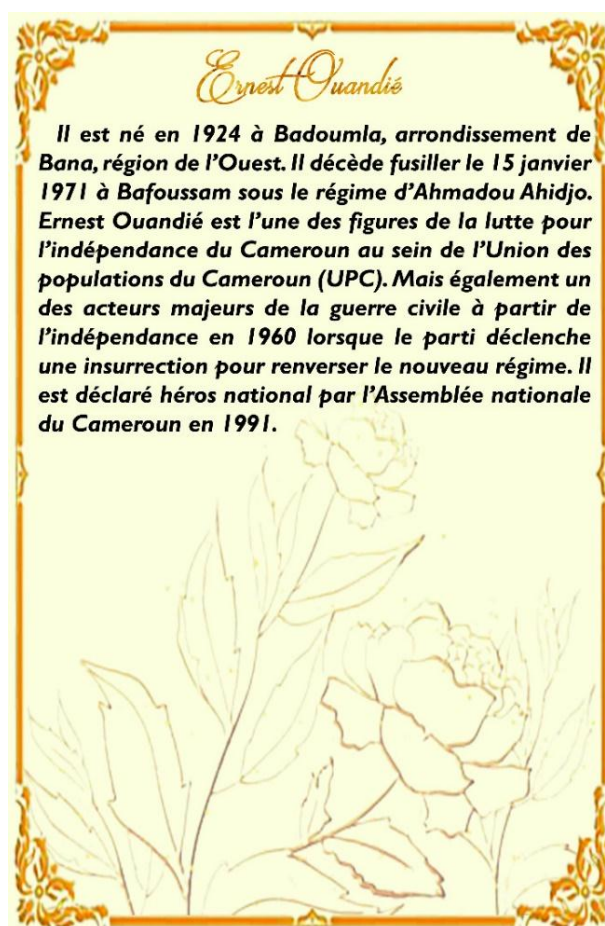 Ernest Ouandié
Il est né en 1924 à Badoumla, arrondissement de
Bana, région de l'Ouest. Il décède fusiller le 15 janvier
1971 à Bafoussam sous le régime d'Ahmadou Ahidjo.
Ernest Ouandié est l'une des figures de la lutte pour
l'indépendance du Cameroun au sein de l'Union des
populations du Cameroun (UPC). Mais également un
des acteurs majeurs de la guerre civile à partir de
l'indépendance en 1960 lorsque le parti déclenche
une insurrection pour renverser le nouveau régime. Il
est déclaré héros national par l'Assemblée nationale
du Cameroun en 1991.